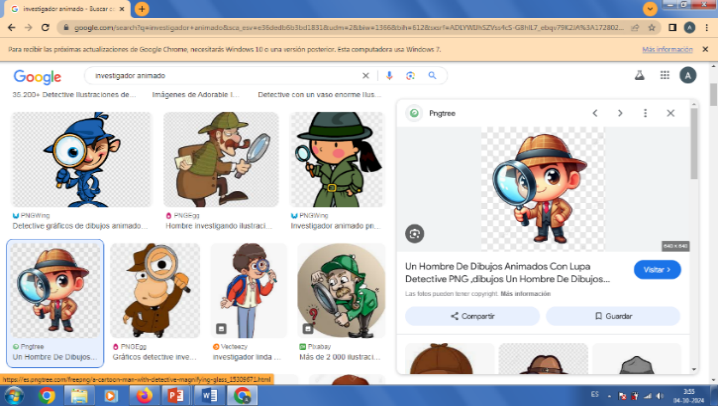 investigador animado - Buscar c
google.com/search?q=investigador+animado&sca_esv=e36dedb6b3bd1831&udm=2&biw=1366&bih=612&sxsrf=
Para recibir las próximas actualizaciones de Google Chrome, necesitarás Windows 10 o una versión posterior. Esta computadora usa Windows 7.
Más información
Google
investigador animado
A
35.200+ Detective Ilustraciones de...
Imágenes de Adorable I...
Detective con un vaso enorme Ilus...
PNGWing
Detective gráficos de dibujos animado...
PNGEgg
Hombre investigando ilustraci...
PNGWing
Investigador animado pn...
Pngtree
Un Hombre De Dibujos...
PNGEgg
Gráficos detective inve...
Vecteezy
investigador linda
Pixabay
Más de 2 000 ilustraci...
Pngtree
640 x 640
Un Hombre De Dibujos Animados Con Lupa
Detective PNG ,dibujos Un Hombre De Dibujos...
Visitar
Las fotos pueden tener copyright. Más información
Compartir
Guardar
https://es.pngtree.com/freepng/a-cartoon-man-with-detective-magnifying-glass_15309671.html
ES
3:55
04-10-2024